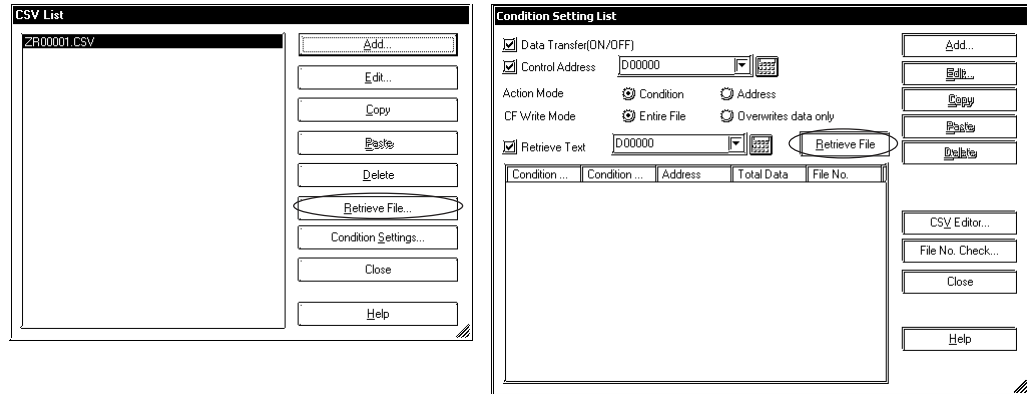 CSV List
ZR00001.CSV
Add...
Edit...
Copy
Paste
Delete
Retrieve File...
Condition Settings...
Close
Help
Condition Setting List
Data Transfer(ON/OFF)
Control Address D00000
Action Mode Condition Address
CF Write Mode Entire File Overwrites data only
Retrieve Text D00000 Retrieve File
Condition ... Condition ... Address Total Data File No.
Add...
Edit...
Copy
Paste
Delete
CSV Editor...
File No. Check...
Close
Help